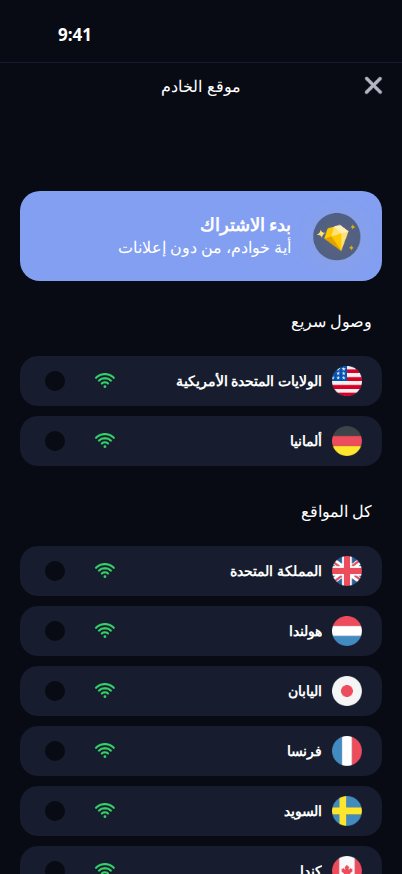 9:41
موقع الخادم
بدء الاشتراك
أية خوادم، من دون إعلانات
وصول سريع
الولايات المتحدة الأمريكية
ألمانيا
كل المواقع
المملكة المتحدة
هولندا
اليابان
فرنسا
السويد
كندا